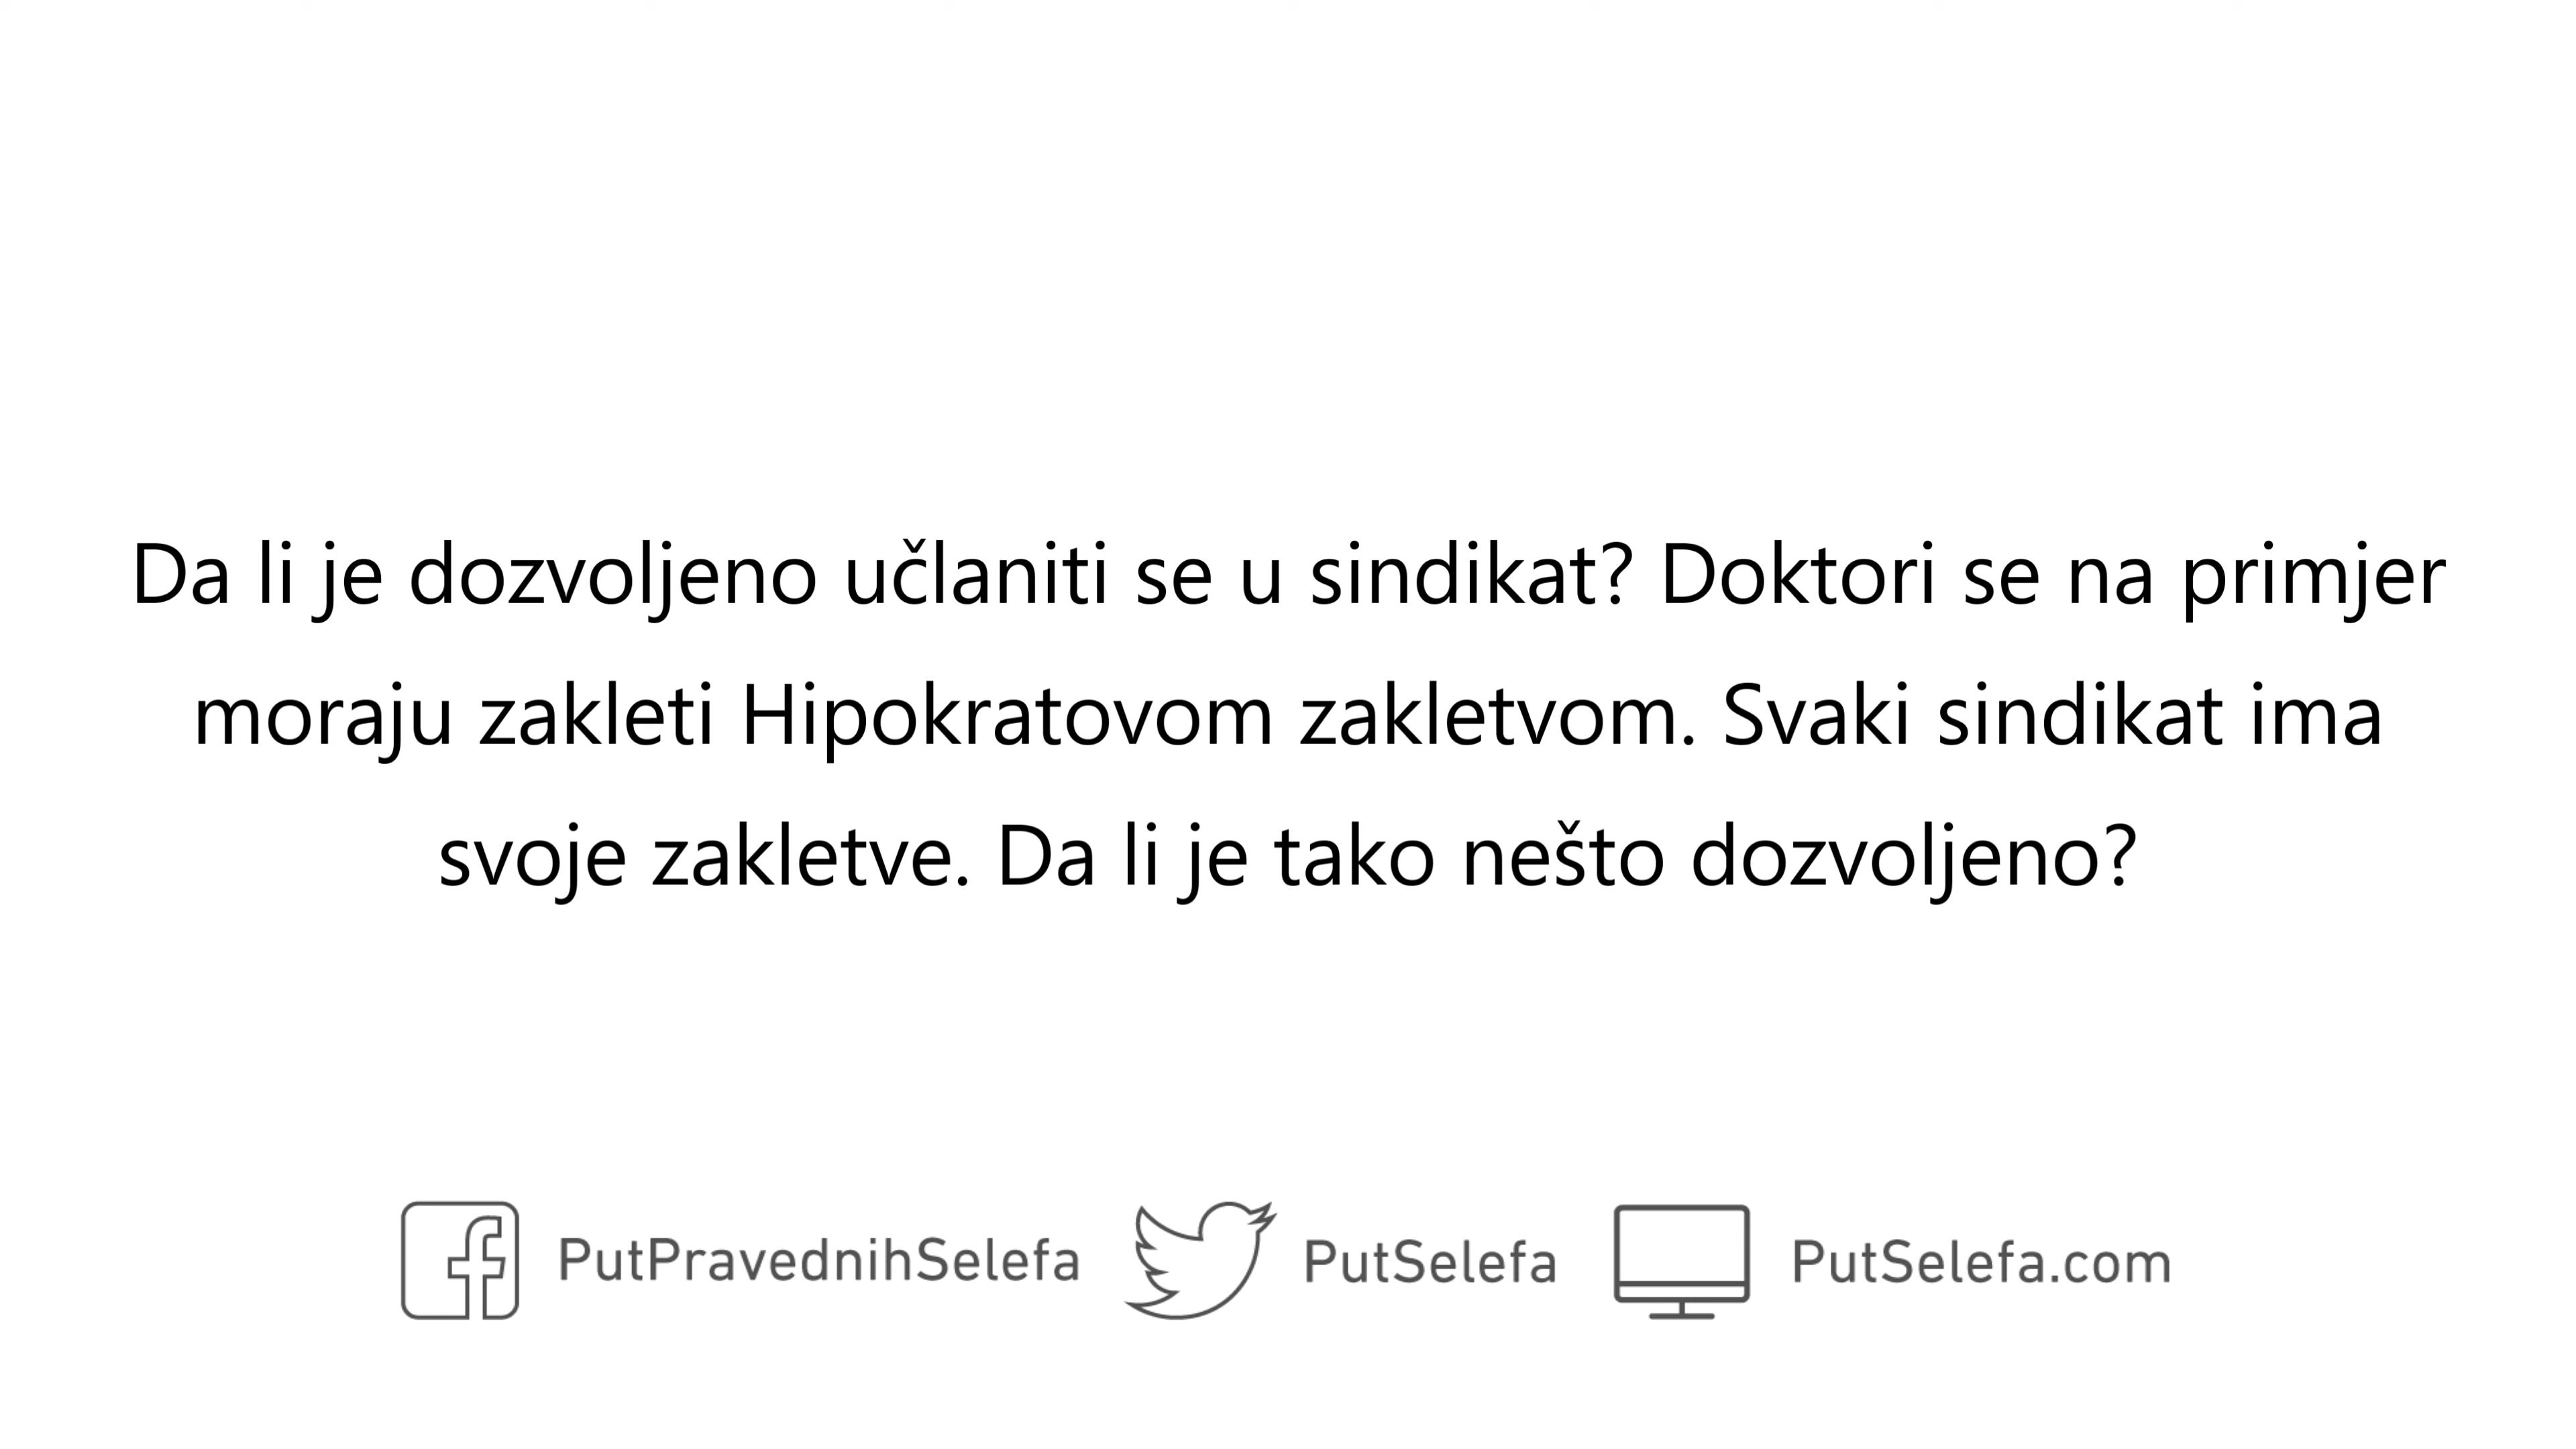 Da li je dozvoljeno učlaniti se u sindikat? Doktori se na primjer
moraju zakleti Hipokratovom zakletvom. Svaki sindikat ima
svoje zakletve. Da li je tako nešto dozvoljeno?
PutPravednihSelefa PutSelefa PutSelefa.com